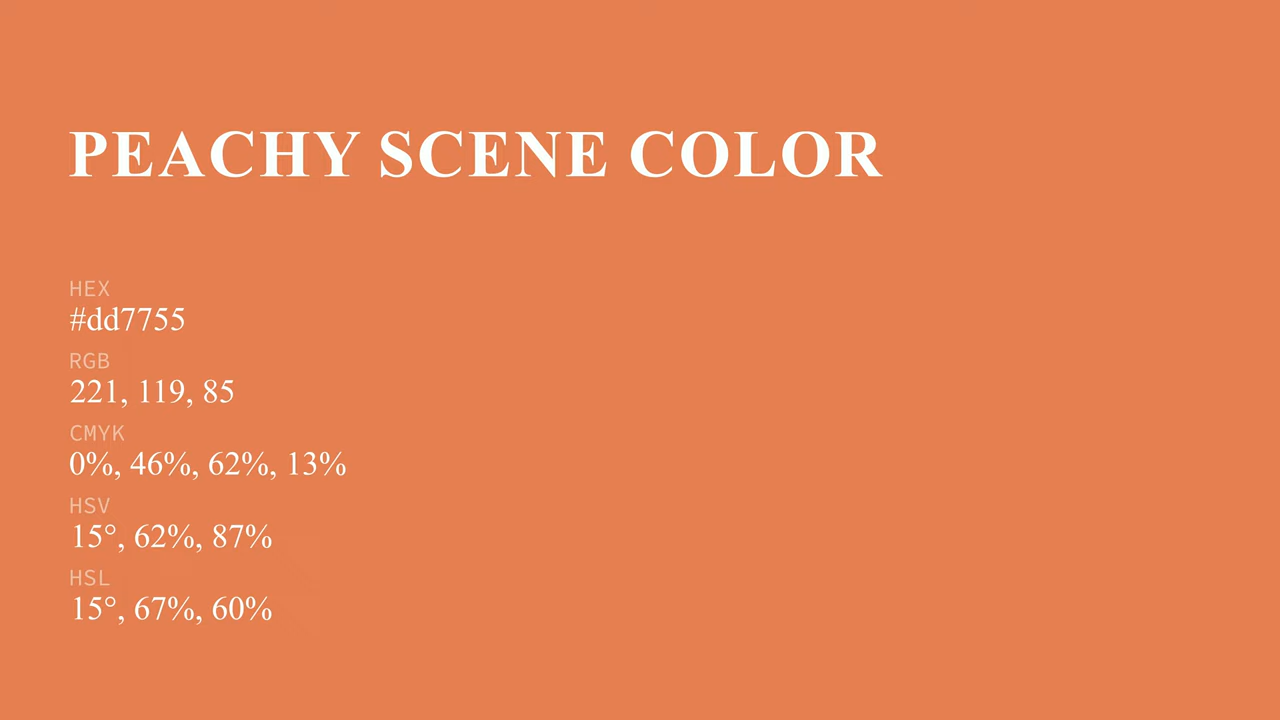 PEACHY SCENE COLOR
HEX
#dd7755
RGB
221, 119, 85
CMYK
0%, 46%, 62%, 13%
HSV
15°, 62%, 87%
HSL
15°, 67%, 60%